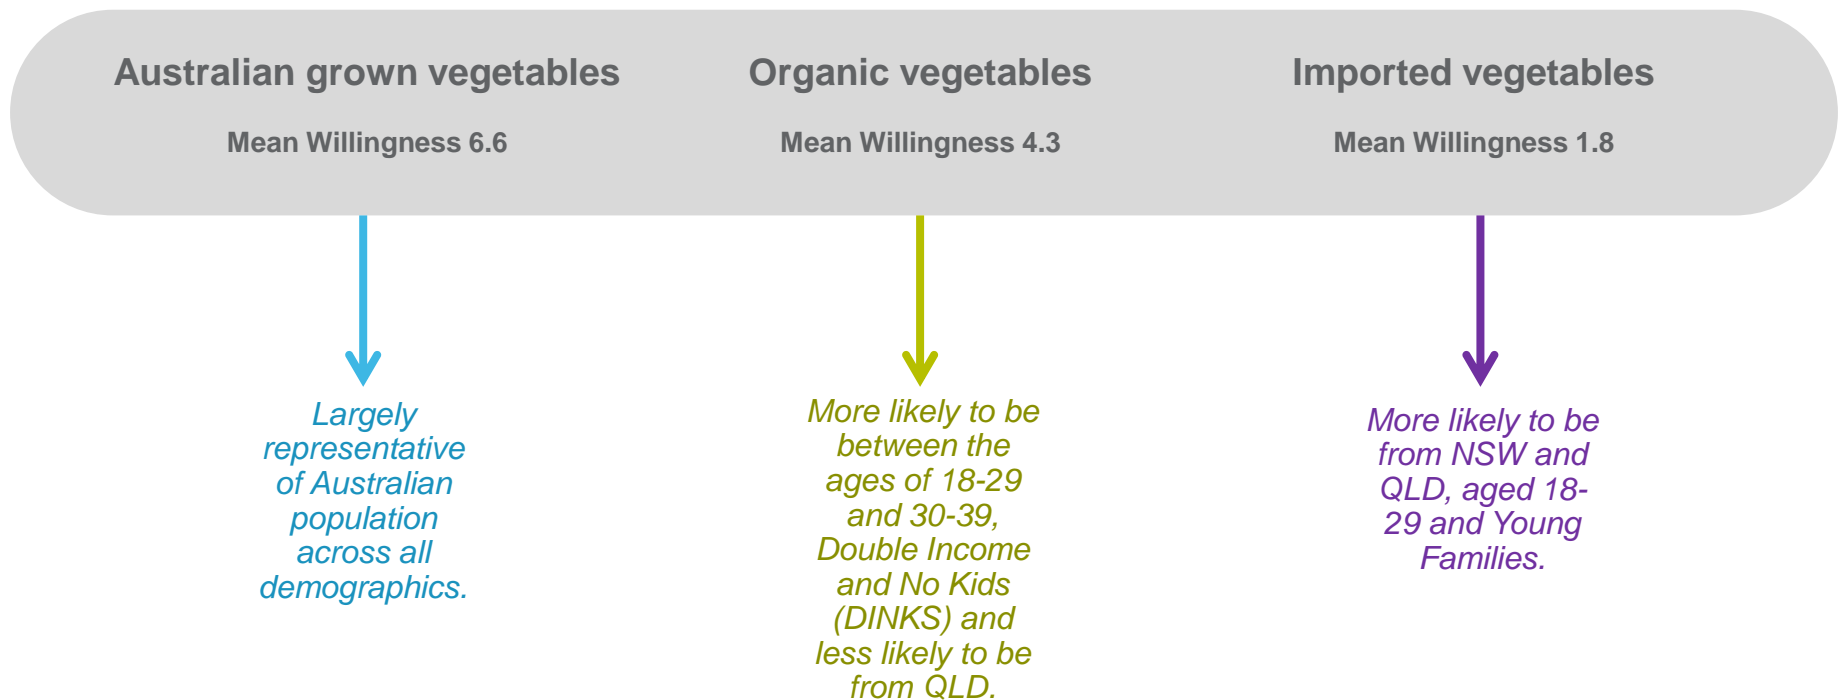 Australian grown vegetables
Mean Willingness 6.6
Organic vegetables
Mean Willingness 4.3
Imported vegetables
Mean Willingness 1.8
Largely
representative
of Australian
population
across all
demographics.
More likely to be
between the
ages of 18-29
and 30-39,
Double Income
and No Kids
(DINKS) and
less likely to be
from QLD.
More likely to be
from NSW and
QLD, aged 18-
29 and Young
Families.